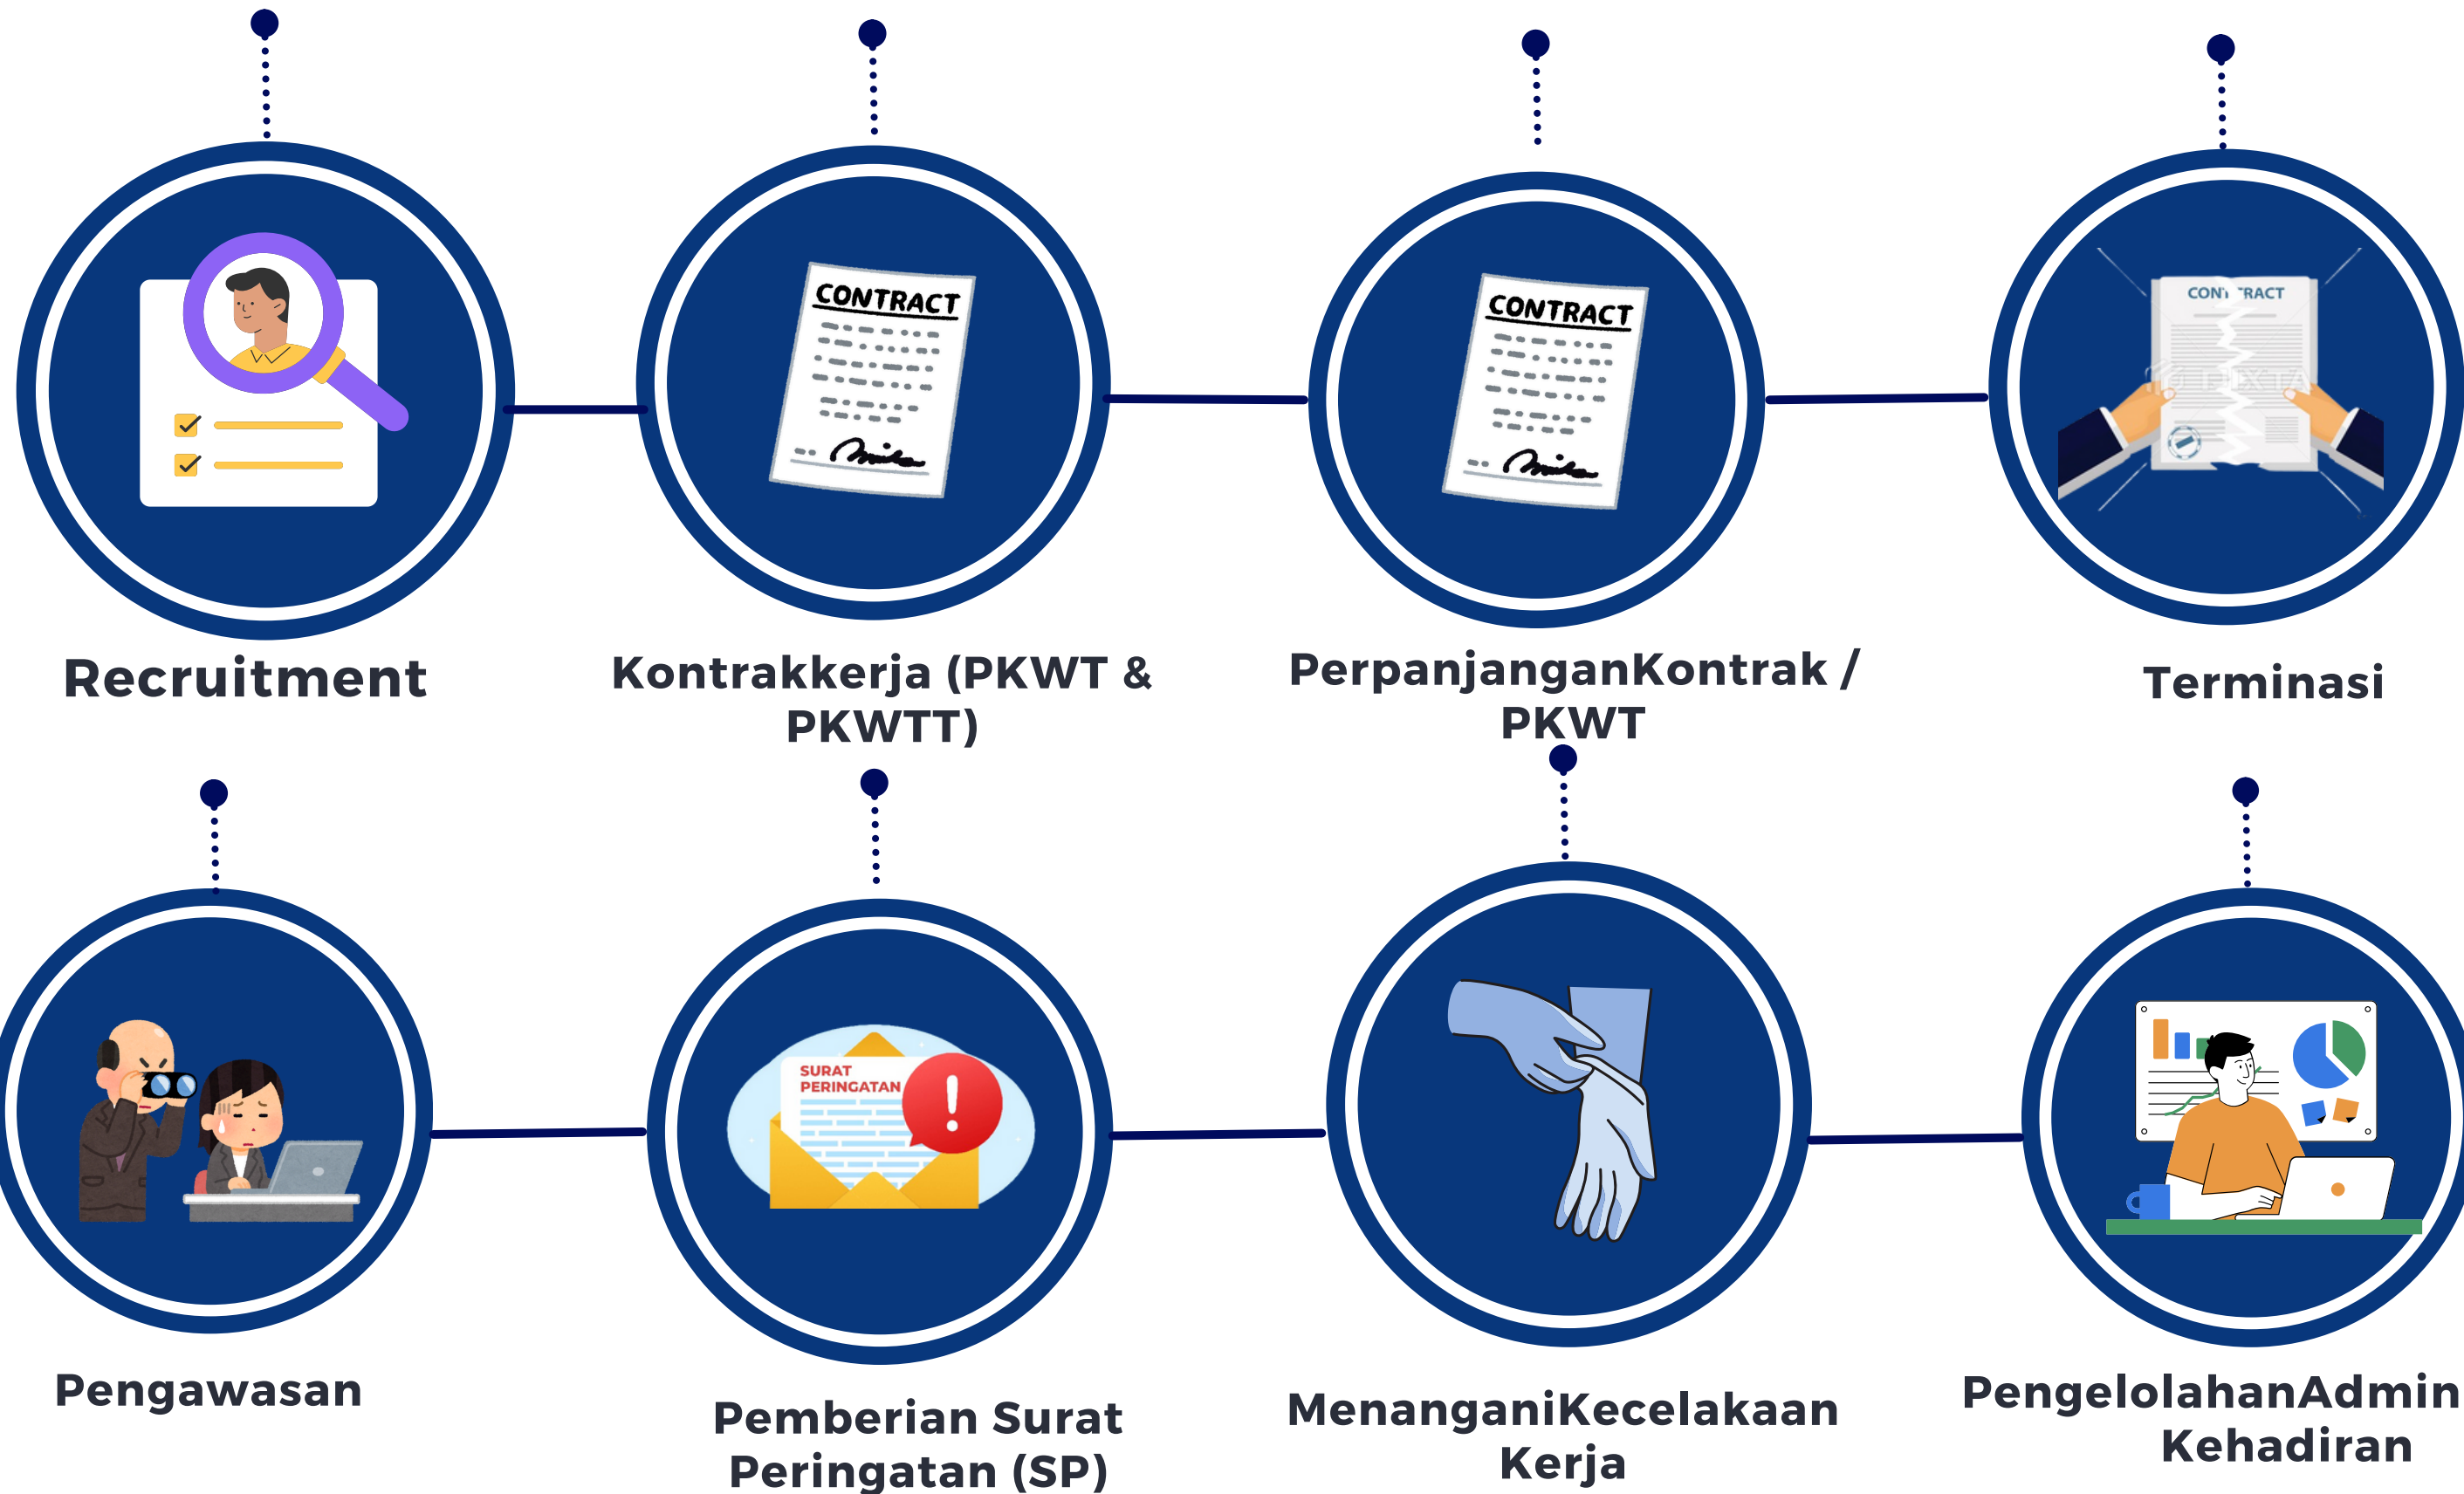 CONTRACT
CONTRACT
CONTRACT
Recruitment
Kontrakkerja (PKWT &
PKWTT)
PerpanjanganKontrak /
PKWT
Terminasi
SURAT
PERINGATAN
!
Pengawasan
Pemberian Surat
Peringatan (SP)
MenanganiKecelakaan
Kerja
PengelolahanAdmin
Kehadiran